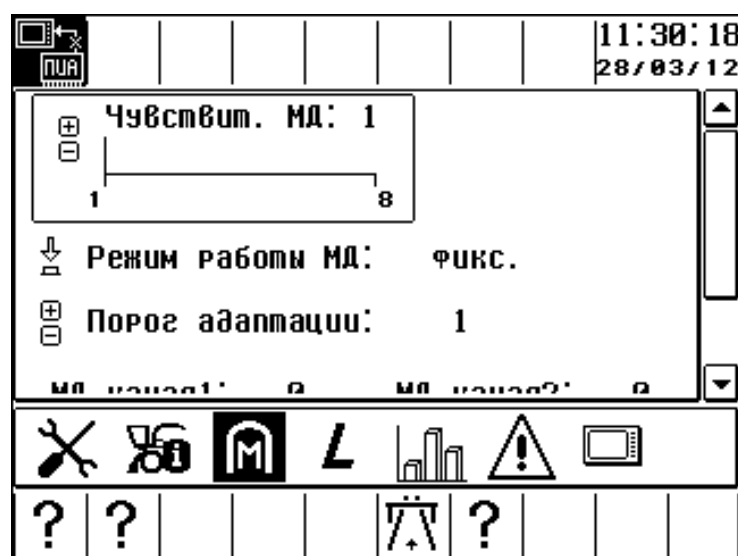 ПИА
11:30:18
28/03/12
Чувствит. МД: 1
1 8
Режим работы МД: фикс.
Порог адаптации: 1
М
L
? ? ?